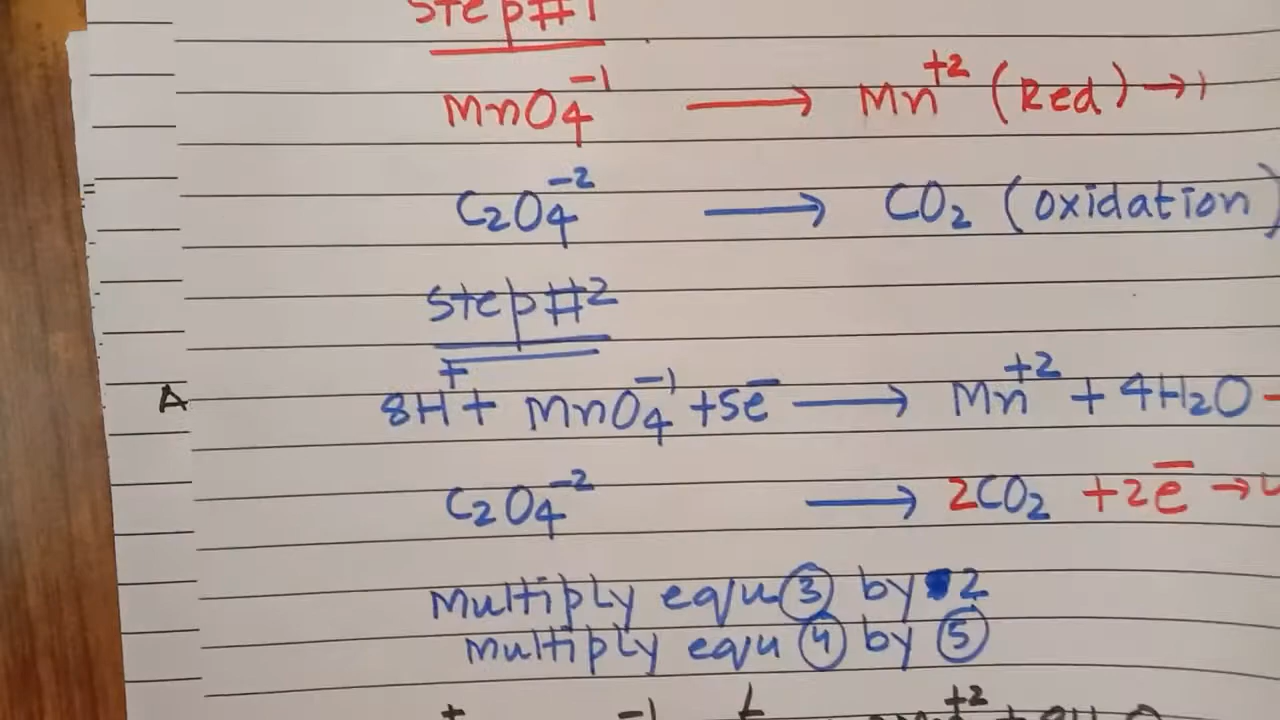 Step#1
MnO4⁻¹ → Mn⁺² (Red) → 1
C2O4⁻² → CO2 (oxidation)
Step#2
A 8H⁺ + MnO4⁻¹ + 5e⁻ → Mn⁺² + 4H2O
C2O4⁻² → 2CO2 + 2e⁻ →
Multiply equ ③ by 2
Multiply equ ④ by ⑤